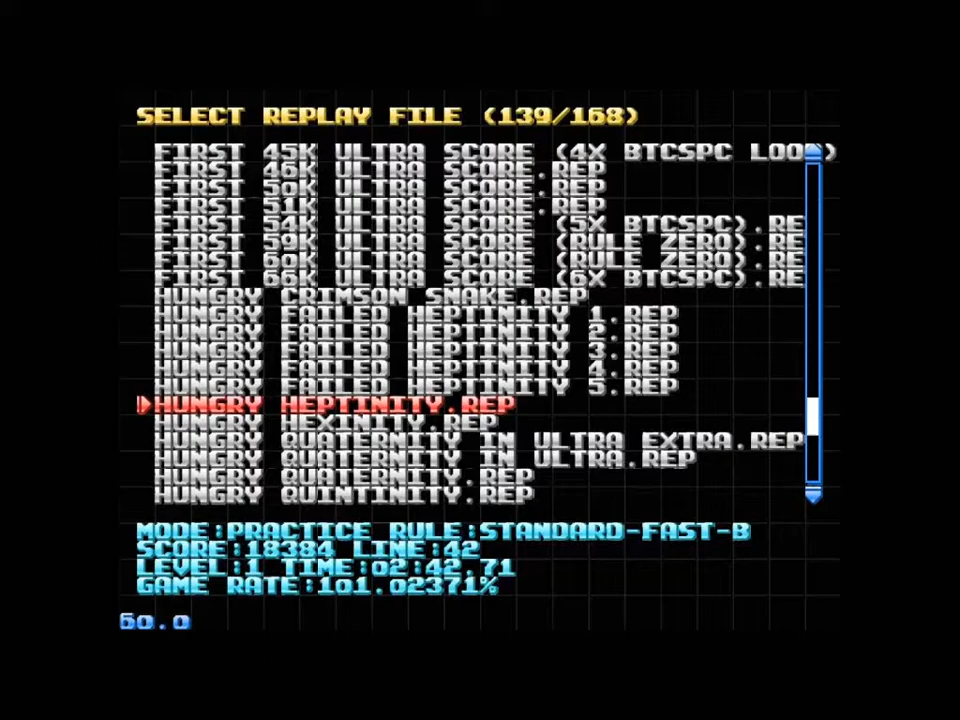 SELECT REPLAY FILE (139/168)
FIRST 45K ULTRA SCORE (4X BTCSPC LOO )
FIRST 46K ULTRA SCORE.REP
FIRST 50K ULTRA SCORE.REP
FIRST 51K ULTRA SCORE.REP
FIRST 54K ULTRA SCORE (5X BTCSPC).RE
FIRST 59K ULTRA SCORE (RULE ZERO).RE
FIRST 60K ULTRA SCORE (RULE ZERO).RE
FIRST 66K ULTRA SCORE (6X BTCSPC).RE
HUNGRY CRIMSON SNAKE.REP
HUNGRY FAILED HEPTINITY 1.REP
HUNGRY FAILED HEPTINITY 2.REP
HUNGRY FAILED HEPTINITY 3.REP
HUNGRY FAILED HEPTINITY 4.REP
HUNGRY FAILED HEPTINITY 5.REP
HUNGRY HEPTINITY.REP
HUNGRY HEXINITY.REP
HUNGRY QUATERNITY IN ULTRA EXTRA.REP
HUNGRY QUATERNITY IN ULTRA.REP
HUNGRY QUATERNITY.REP
HUNGRY QUINTINITY.REP
MODE:PRACTICE RULE:STANDARD-FAST-B
SCORE:18384 LINE:42
LEVEL:1 TIME:02:42.71
GAME RATE:101.02371%
60.0